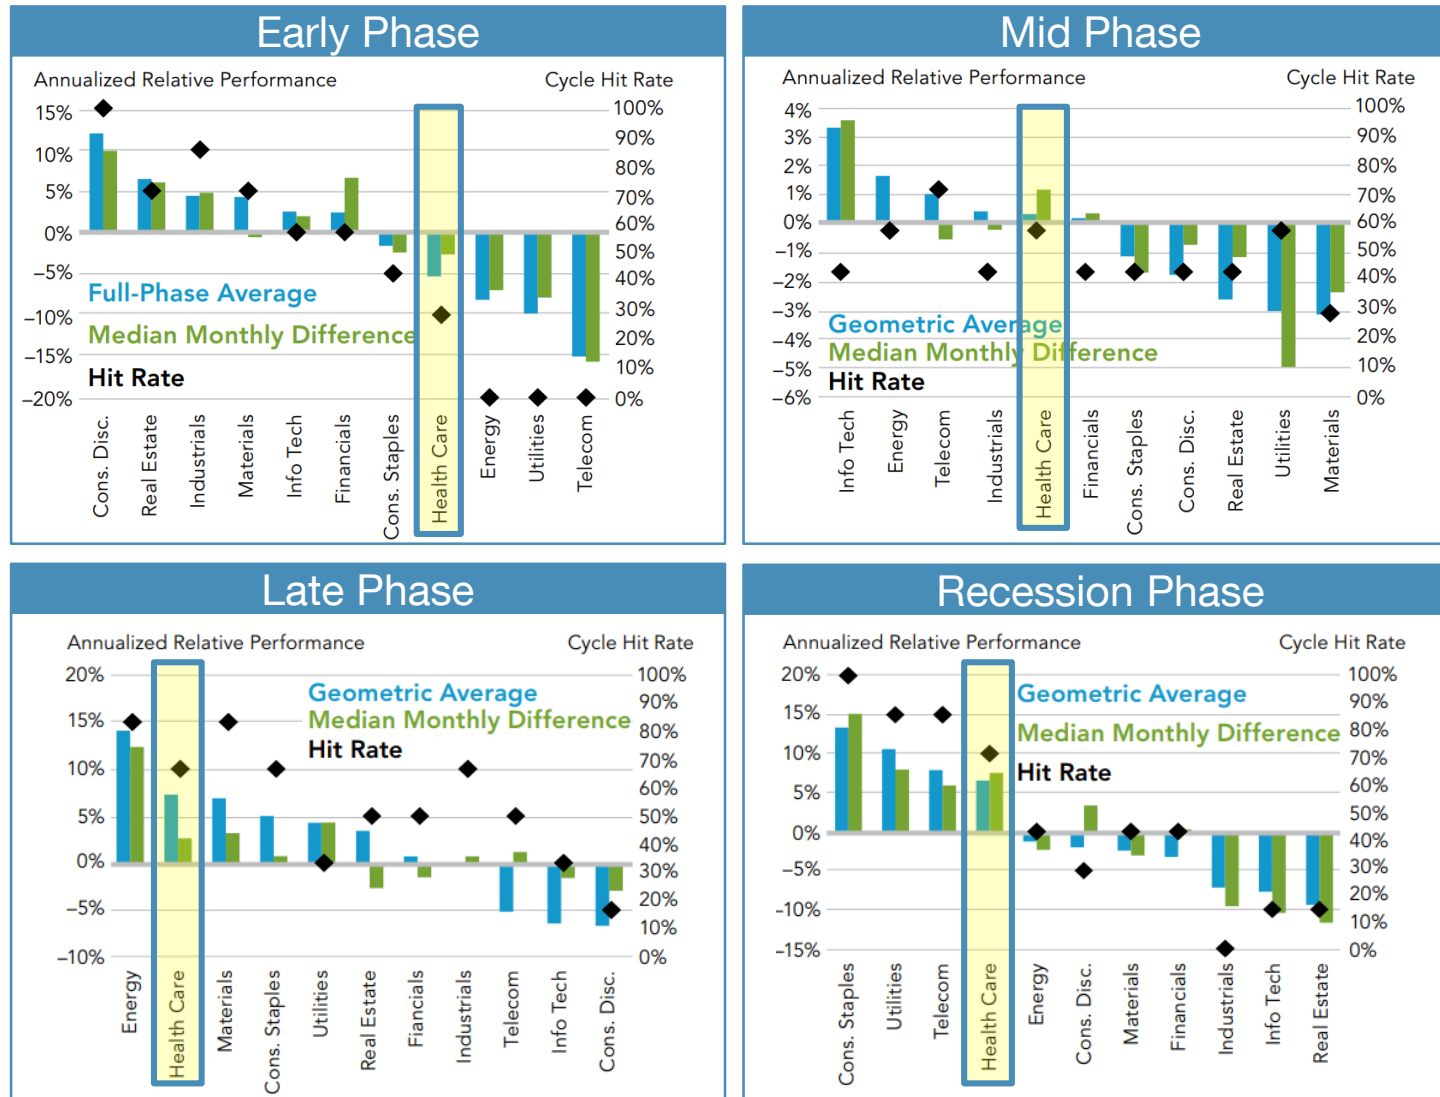 Early Phase
Annualized Relative Performance
Cycle Hit Rate
15%
10%
5%
0%
–5%
–10%
–15%
–20%
100%
90%
80%
70%
60%
50%
40%
30%
20%
10%
0%
Full-Phase Average
Median Monthly Difference
Hit Rate
Cons. Disc.
Real Estate
Industrials
Materials
Info Tech
Financials
Cons. Staples
Health Care
Energy
Utilities
Telecom
Mid Phase
Annualized Relative Performance
Cycle Hit Rate
4%
3%
2%
1%
0%
–1%
–2%
–3%
–4%
–5%
–6%
100%
90%
80%
70%
60%
50%
40%
30%
20%
10%
0%
Geometric Average
Median Monthly Difference
Hit Rate
Info Tech
Energy
Telecom
Industrials
Health Care
Financials
Cons. Staples
Cons. Disc.
Real Estate
Utilities
Materials
Late Phase
Annualized Relative Performance
Cycle Hit Rate
20%
15%
10%
5%
0%
–5%
–10%
100%
90%
80%
70%
60%
50%
40%
30%
20%
10%
0%
Geometric Average
Median Monthly Difference
Hit Rate
Energy
Health Care
Materials
Cons. Staples
Utilities
Real Estate
Fiancials
Industrials
Telecom
Info Tech
Cons. Disc.
Recession Phase
Annualized Relative Performance
Cycle Hit Rate
20%
15%
10%
5%
0%
–5%
–10%
–15%
100%
90%
80%
70%
60%
50%
40%
30%
20%
10%
0%
Geometric Average
Median Monthly Difference
Hit Rate
Cons. Staples
Utilities
Telecom
Health Care
Energy
Cons. Disc.
Materials
Financials
Industrials
Info Tech
Real Estate